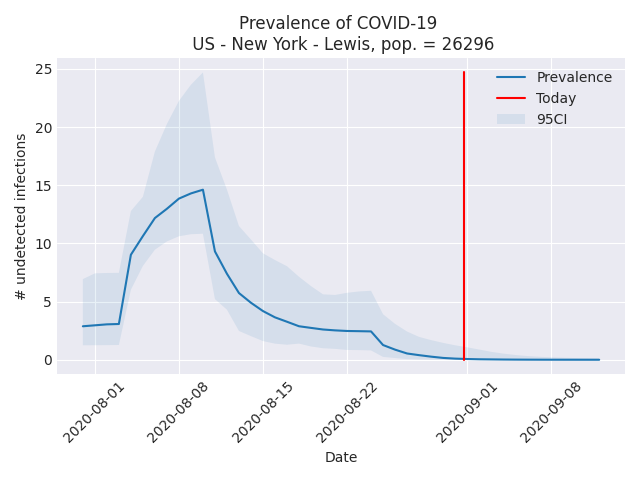 Prevalence of COVID-19
US - New York - Lewis, pop. = 26296
25
20
15
10
5
0
# undetected infections
Prevalence
Today
95CI
2020-08-01
2020-08-08
2020-08-15
2020-08-22
2020-09-01
2020-09-08
Date